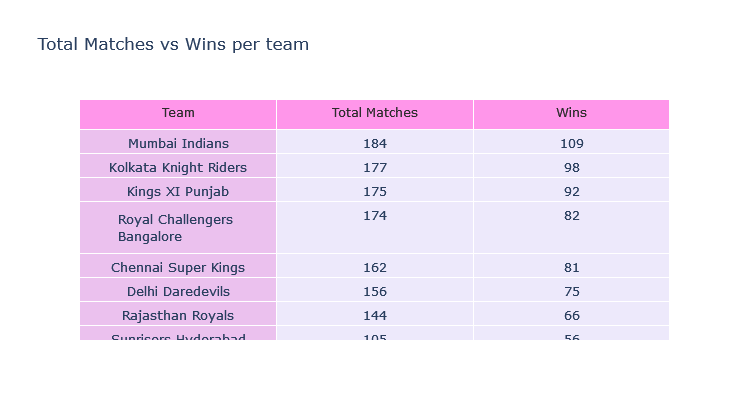 Total Matches vs Wins per team
Team Total Matches Wins
Mumbai Indians 184 109
Kolkata Knight Riders 177 98
Kings XI Punjab 175 92
Royal Challengers 174 82
Bangalore
Chennai Super Kings 162 81
Delhi Daredevils 156 75
Rajasthan Royals 144 66
Sunrisers Hyderabad 105 56